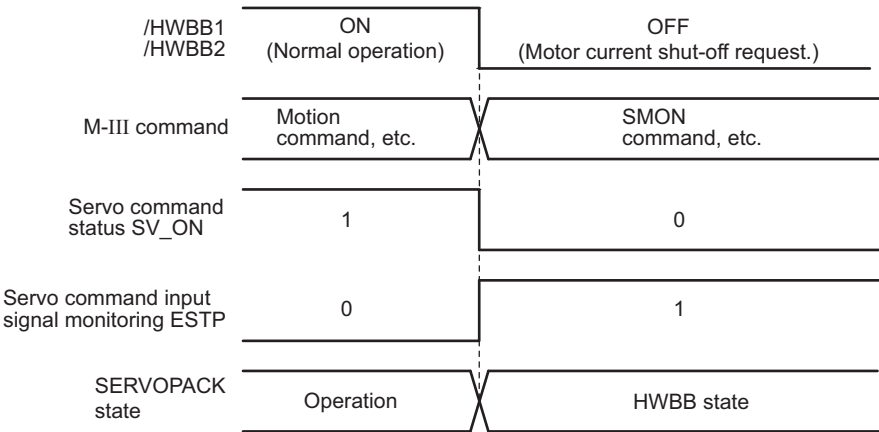 /HWBB1
/HWBB2
ON
(Normal operation)
OFF
(Motor current shut-off request.)
M-III command
Motion
command, etc.
SMON
command, etc.
Servo command
status SV_ON
1
0
Servo command input
signal monitoring ESTP
0
1
SERVOPACK
state
Operation
HWBB state